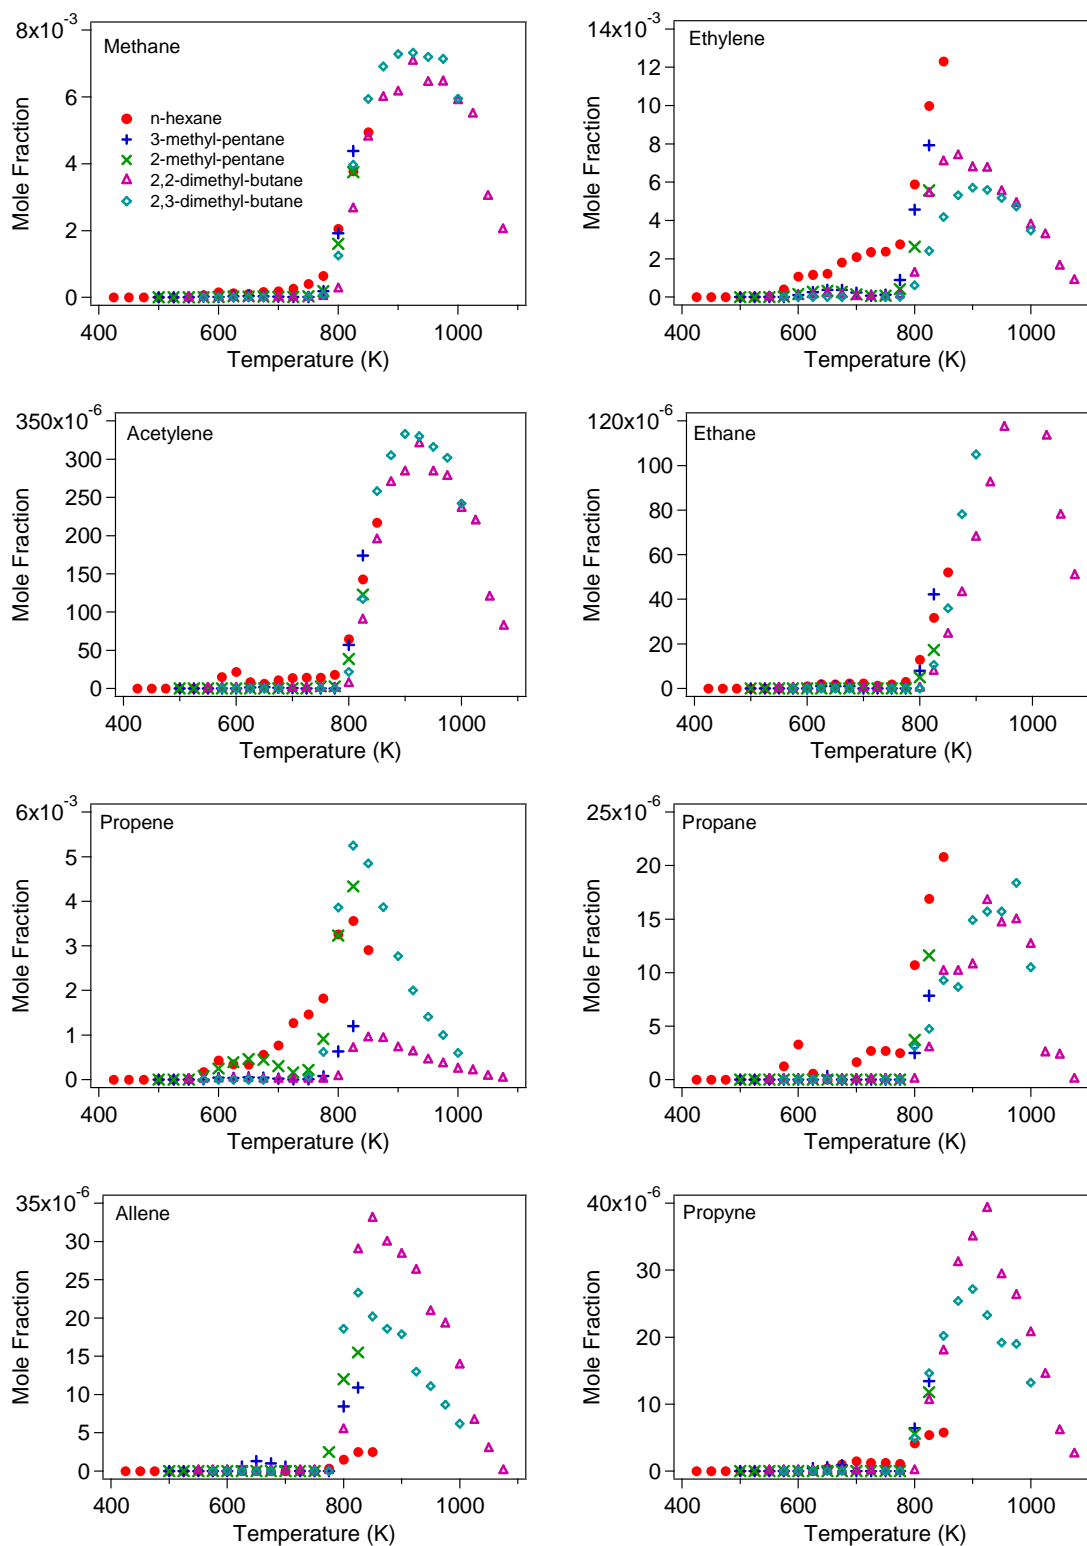 8x10-3
Methane
6
4
2
0
Mole Fraction
n-hexane
3-methyl-pentane
2-methyl-pentane
2,2-dimethyl-butane
2,3-dimethyl-butane
400 600 800 1000
Temperature (K)
14x10-3
Ethylene
12
10
8
6
4
2
0
Mole Fraction
400 600 800 1000
Temperature (K)
350x10-6
Acetylene
300
250
200
150
100
50
0
Mole Fraction
400 600 800 1000
Temperature (K)
120x10-6
Ethane
100
80
60
40
20
0
Mole Fraction
400 600 800 1000
Temperature (K)
6x10-3
Propene
5
4
3
2
1
0
Mole Fraction
400 600 800 1000
Temperature (K)
25x10-6
Propane
20
15
10
5
0
Mole Fraction
400 600 800 1000
Temperature (K)
35x10-6
Allene
30
25
20
15
10
5
0
Mole Fraction
400 600 800 1000
Temperature (K)
40x10-6
Propyne
30
20
10
0
Mole Fraction
400 600 800 1000
Temperature (K)